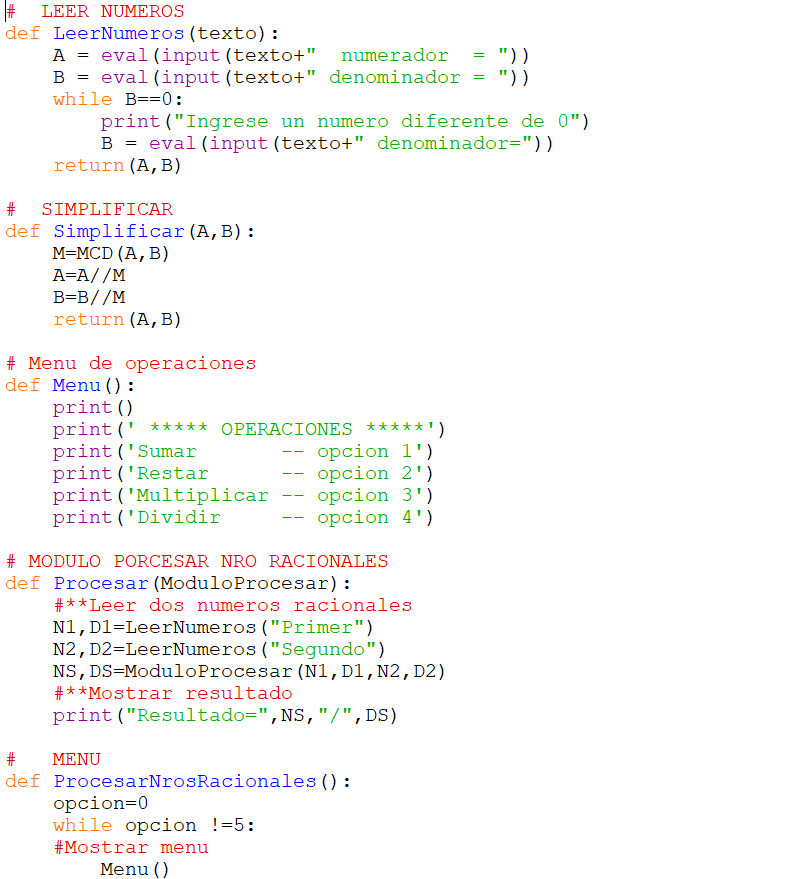 #  LEER NUMEROS
def LeerNumeros(texto):
    A = eval(input(texto+"  numerador  = "))
    B = eval(input(texto+" denominador = "))
    while B==0:
        print("Ingrese un numero diferente de 0")
        B = eval(input(texto+" denominador="))
    return(A,B)

#  SIMPLIFICAR
def Simplificar(A,B):
    M=MCD(A,B)
    A=A//M
    B=B//M
    return(A,B)

# Menu de operaciones
def Menu():
    print()
    print(' ***** OPERACIONES *****')
    print('Sumar       -- opcion 1')
    print('Restar      -- opcion 2')
    print('Multiplicar -- opcion 3')
    print('Dividir     -- opcion 4')

# MODULO PORCESAR NRO RACIONALES
def Procesar(ModuloProcesar):
    #**Leer dos numeros racionales
    N1,D1=LeerNumeros("Primer")
    N2,D2=LeerNumeros("Segundo")
    NS,DS=ModuloProcesar(N1,D1,N2,D2)
    #**Mostrar resultado
    print("Resultado=",NS,"/",DS)

#   MENU
def ProcesarNrosRacionales():
    opcion=0
    while opcion !=5:
    #Mostrar menu
        Menu()